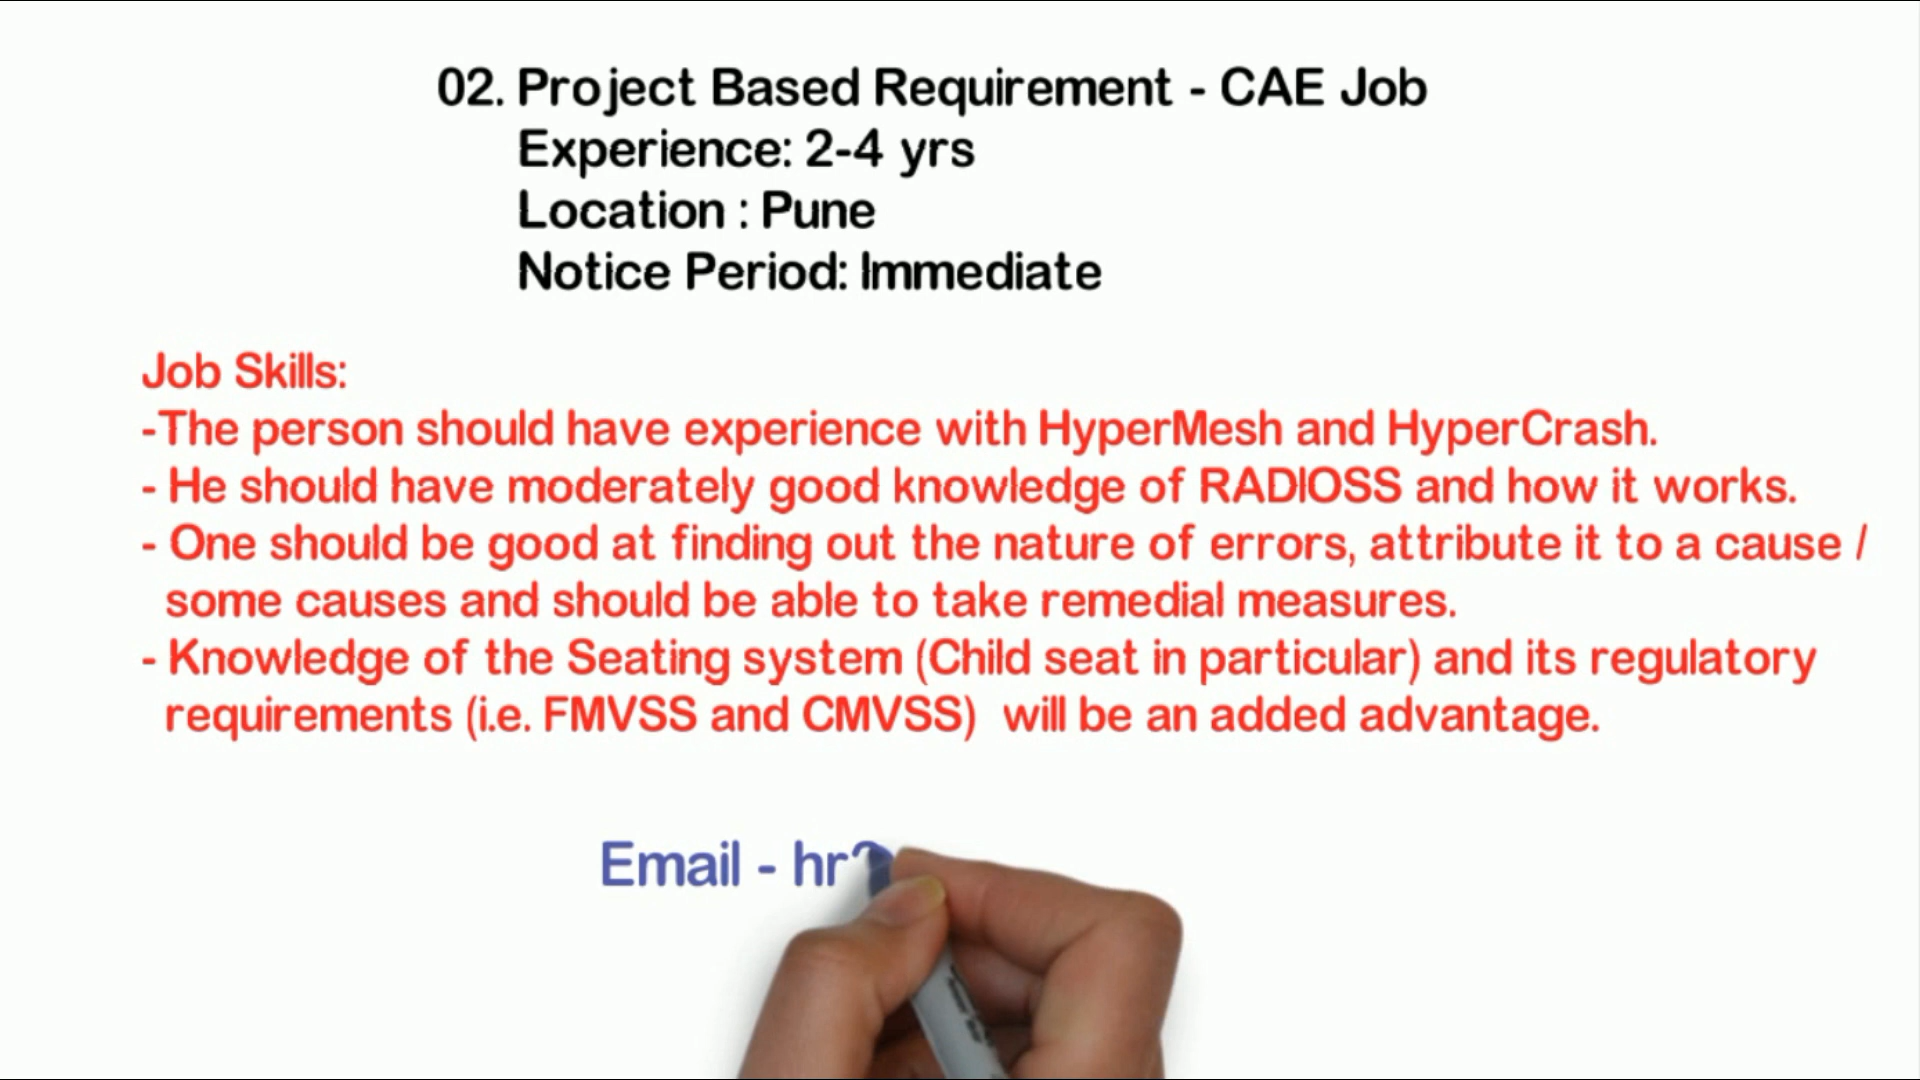 02. Project Based Requirement - CAE Job
Experience: 2-4 yrs
Location : Pune
Notice Period: Immediate
Job Skills:
-The person should have experience with HyperMesh and HyperCrash.
- He should have moderately good knowledge of RADIOSS and how it works.
- One should be good at finding out the nature of errors, attribute it to a cause /
some causes and should be able to take remedial measures.
- Knowledge of the Seating system (Child seat in particular) and its regulatory
requirements (i.e. FMVSS and CMVSS) will be an added advantage.
Email - hr